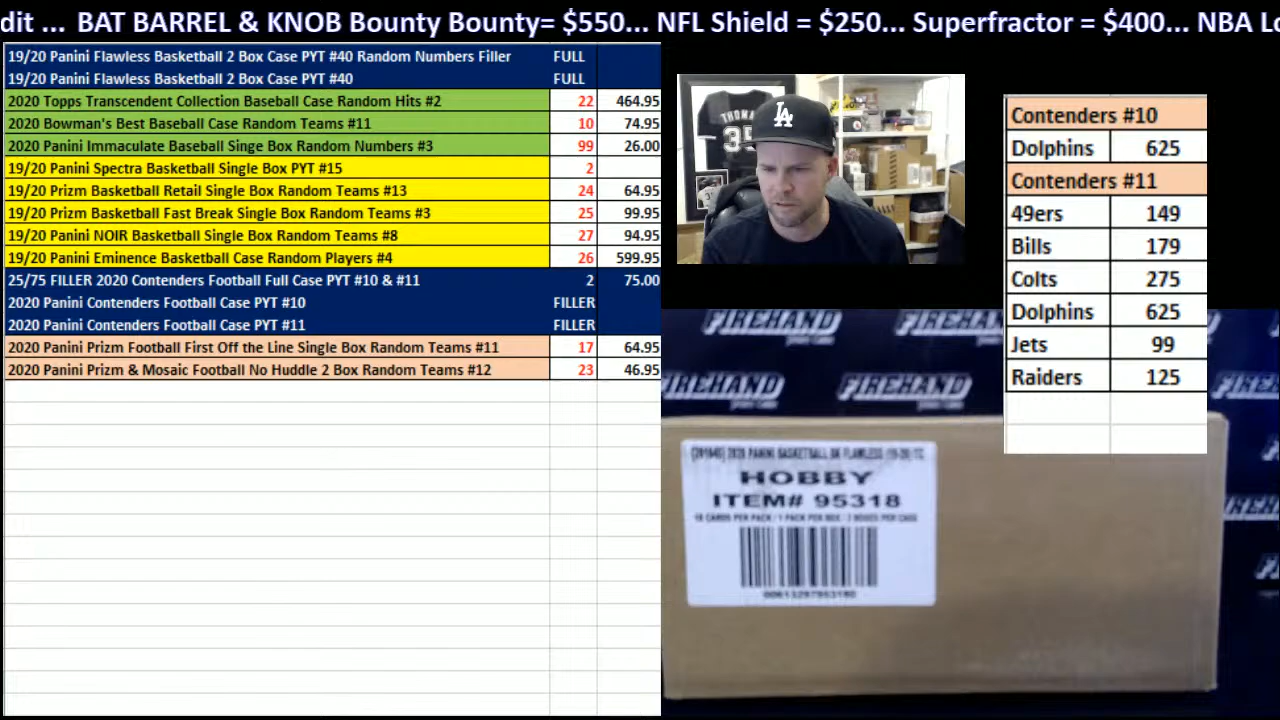 dit ... BAT BARREL & KNOB Bounty Bounty= $550... NFL Shield = $250... Superfractor = $400... NBA Lo
19/20 Panini Flawless Basketball 2 Box Case PYT #40 Random Numbers Filler FULL
19/20 Panini Flawless Basketball 2 Box Case PYT #40 FULL
2020 Topps Transcendent Collection Baseball Case Random Hits #2 22 464.95
2020 Bowman's Best Baseball Case Random Teams #11 10 74.95
2020 Panini Immaculate Baseball Singe Box Random Numbers #3 99 26.00
19/20 Panini Spectra Basketball Single Box PYT #15 2
19/20 Prizm Basketball Retail Single Box Random Teams #13 24 64.95
19/20 Prizm Basketball Fast Break Single Box Random Teams #3 25 99.95
19/20 Panini NOIR Basketball Single Box Random Teams #8 27 94.95
19/20 Panini Eminence Basketball Case Random Players #4 26 599.95
25/75 FILLER 2020 Contenders Football Full Case PYT #10 & #11 2 75.00
2020 Panini Contenders Football Case PYT #10 FILLER
2020 Panini Contenders Football Case PYT #11 FILLER
2020 Panini Prizm Football First Off the Line Single Box Random Teams #11 17 64.95
2020 Panini Prizm & Mosaic Football No Huddle 2 Box Random Teams #12 23 46.95
THOMA
35
LA
Contenders #10
Dolphins 625
Contenders #11
49ers 149
Bills 179
Colts 275
Dolphins 625
Jets 99
Raiders 125
FIREHAND FIREHAND
FIREHAND FIREHAND FIRE
FIREHAND
HOBBY
ITEM# 95318